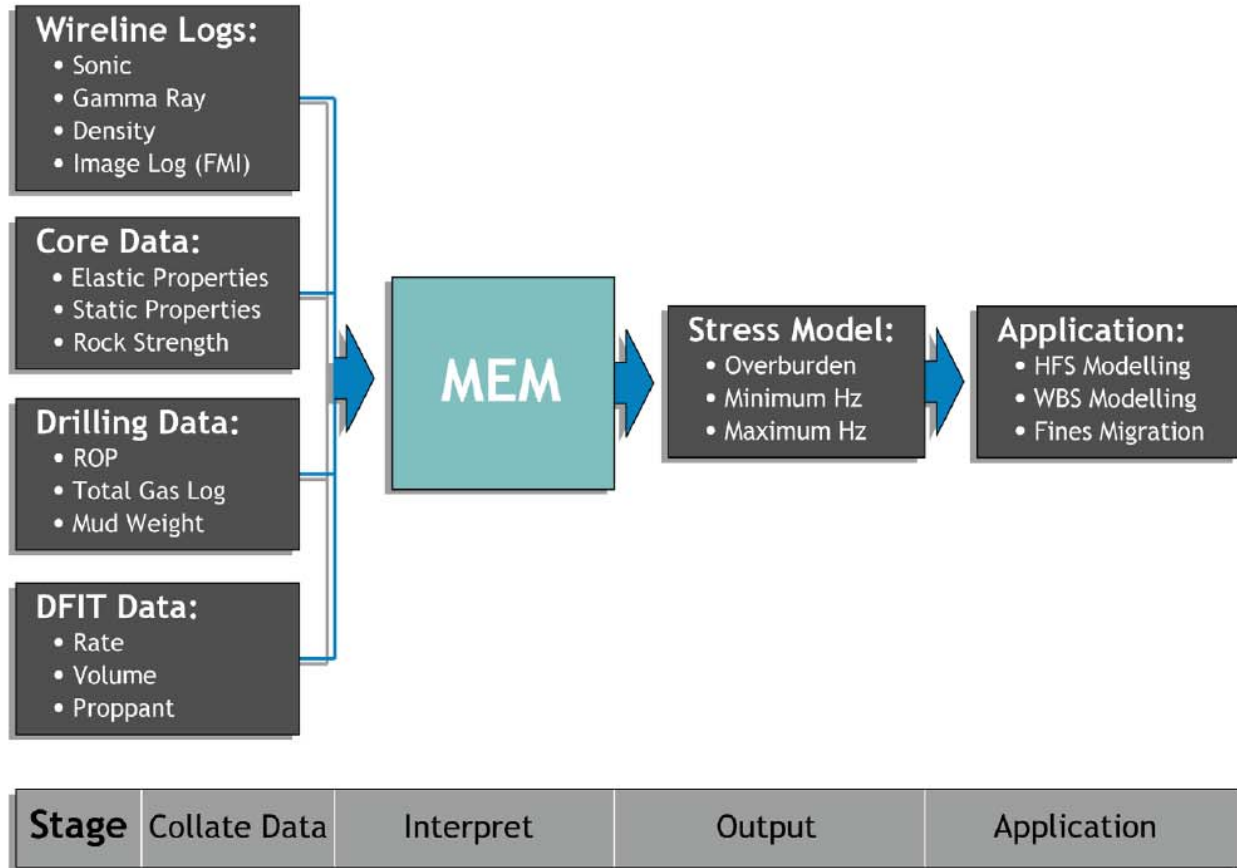 Wireline Logs:
• Sonic
• Gamma Ray
• Density
• Image Log (FMI)
Core Data:
• Elastic Properties
• Static Properties
• Rock Strength
Drilling Data:
• ROP
• Total Gas Log
• Mud Weight
DFIT Data:
• Rate
• Volume
• Proppant
MEM
Stress Model:
• Overburden
• Minimum Hz
• Maximum Hz
Application:
• HFS Modelling
• WBS Modelling
• Fines Migration
Stage Collate Data Interpret Output Application